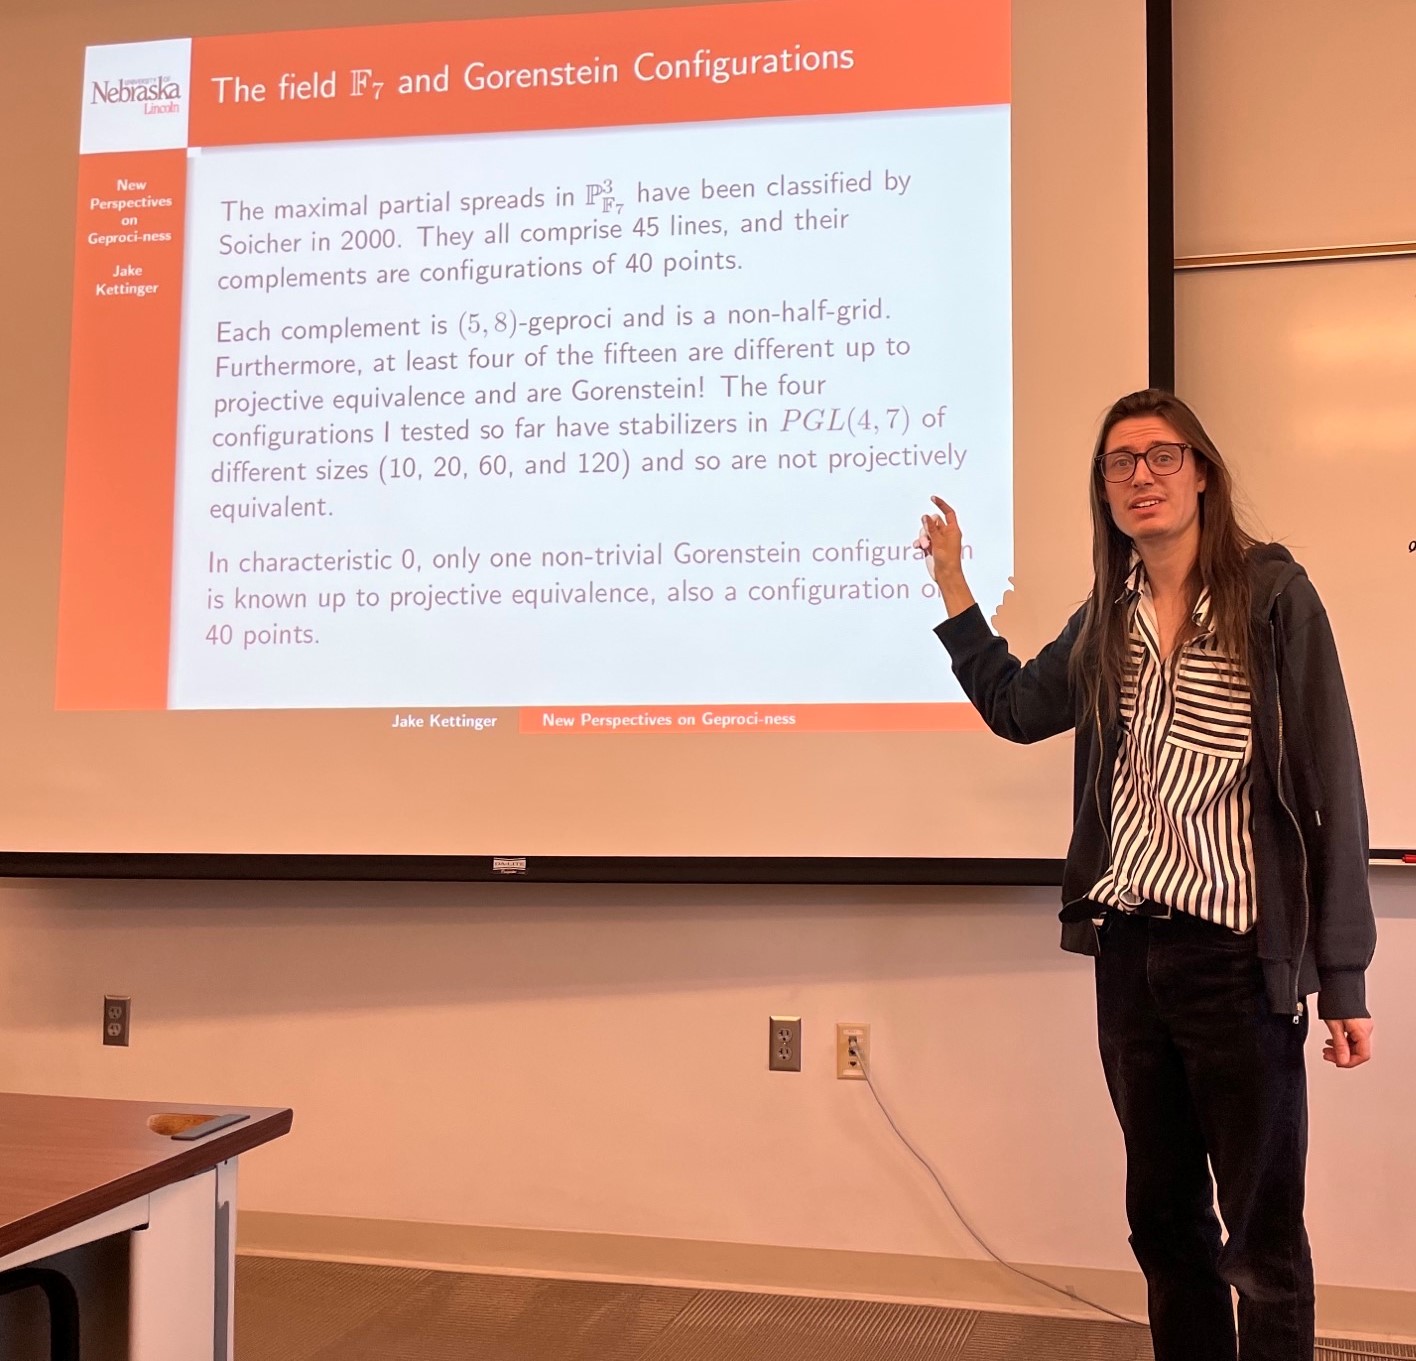 UNIVERSITY OF
Nebraska
Lincoln
The field 𝔽₇ and Gorenstein Configurations
New
Perspectives
on
Geproci-ness
Jake
Kettinger
The maximal partial spreads in ℙ³_𝔽₇ have been classified by
Soicher in 2000. They all comprise 45 lines, and their
complements are configurations of 40 points.
Each complement is (5, 8)-geproci and is a non-half-grid.
Furthermore, at least four of the fifteen are different up to
projective equivalence and are Gorenstein! The four
configurations I tested so far have stabilizers in PGL(4, 7) of
different sizes (10, 20, 60, and 120) and so are not projectively
equivalent.
In characteristic 0, only one non-trivial Gorenstein
is known up to projective equivalence, also a configuration
40 points.
Jake Kettinger
New Perspectives on Geproci-ness
DA-LITE